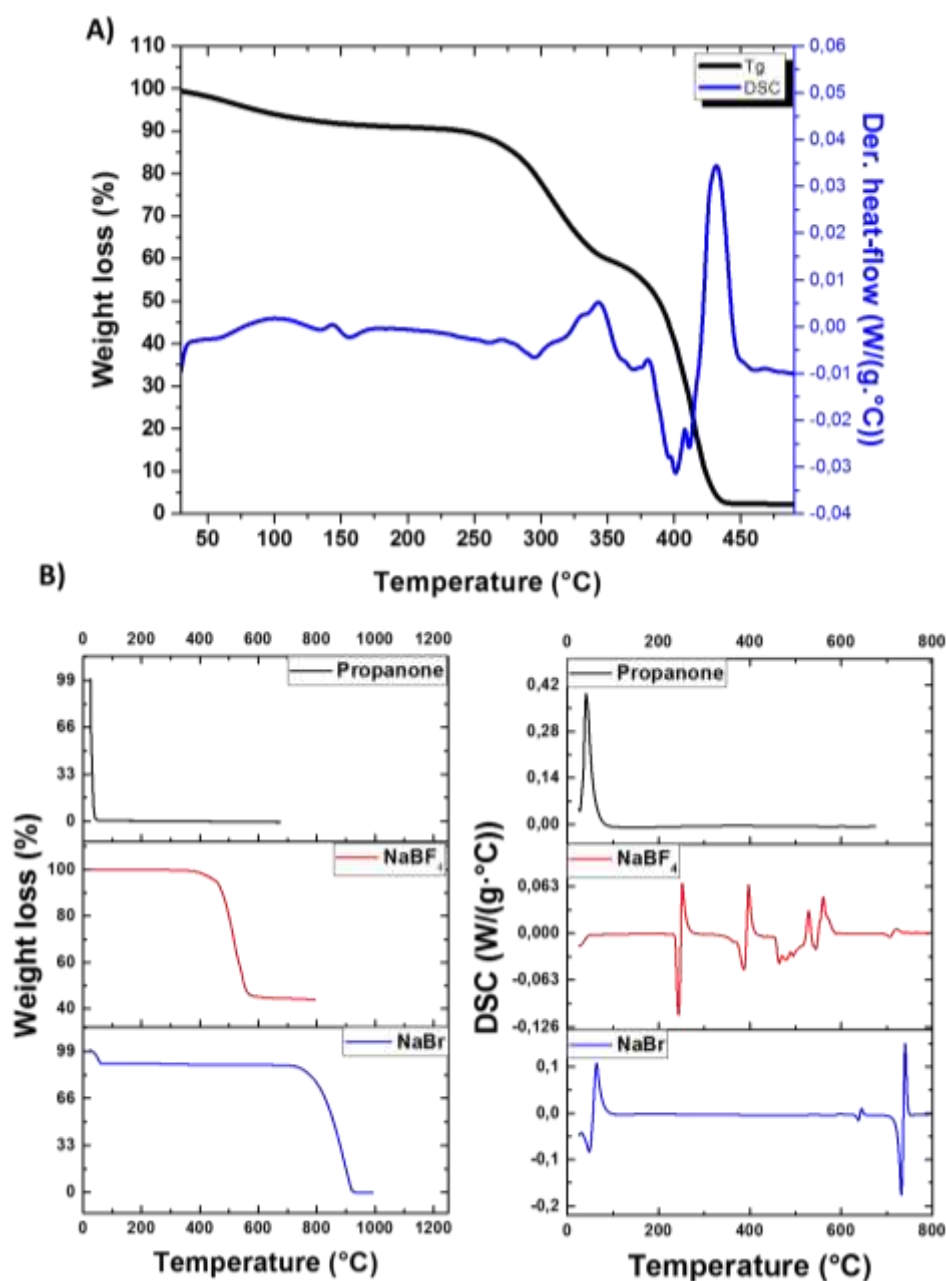 A)
Tg
DSC
110
100
90
80
70
60
50
40
30
20
10
0
Weight loss (%)
0,06
0,05
0,04
0,03
0,02
0,01
0,00
-0,01
-0,02
-0,03
-0,04
Der. heat-flow (W/(g·°C))
50 100 150 200 250 300 350 400 450
Temperature (°C)
B)
0 200 400 600 800 1000 1200
Propanone
99
66
33
0
NaBF₄
100
80
60
40
NaBr
99
66
33
0
Weight loss (%)
0 200 400 600 800 1000 1200
Temperature (°C)
0 200 400 600 800
Propanone
0,42
0,28
0,14
0,00
NaBF₄
0,063
0,000
-0,063
-0,126
NaBr
0,1
0,0
-0,1
-0,2
DSC (W/(g·°C))
0 200 400 600 800
Temperature (°C)